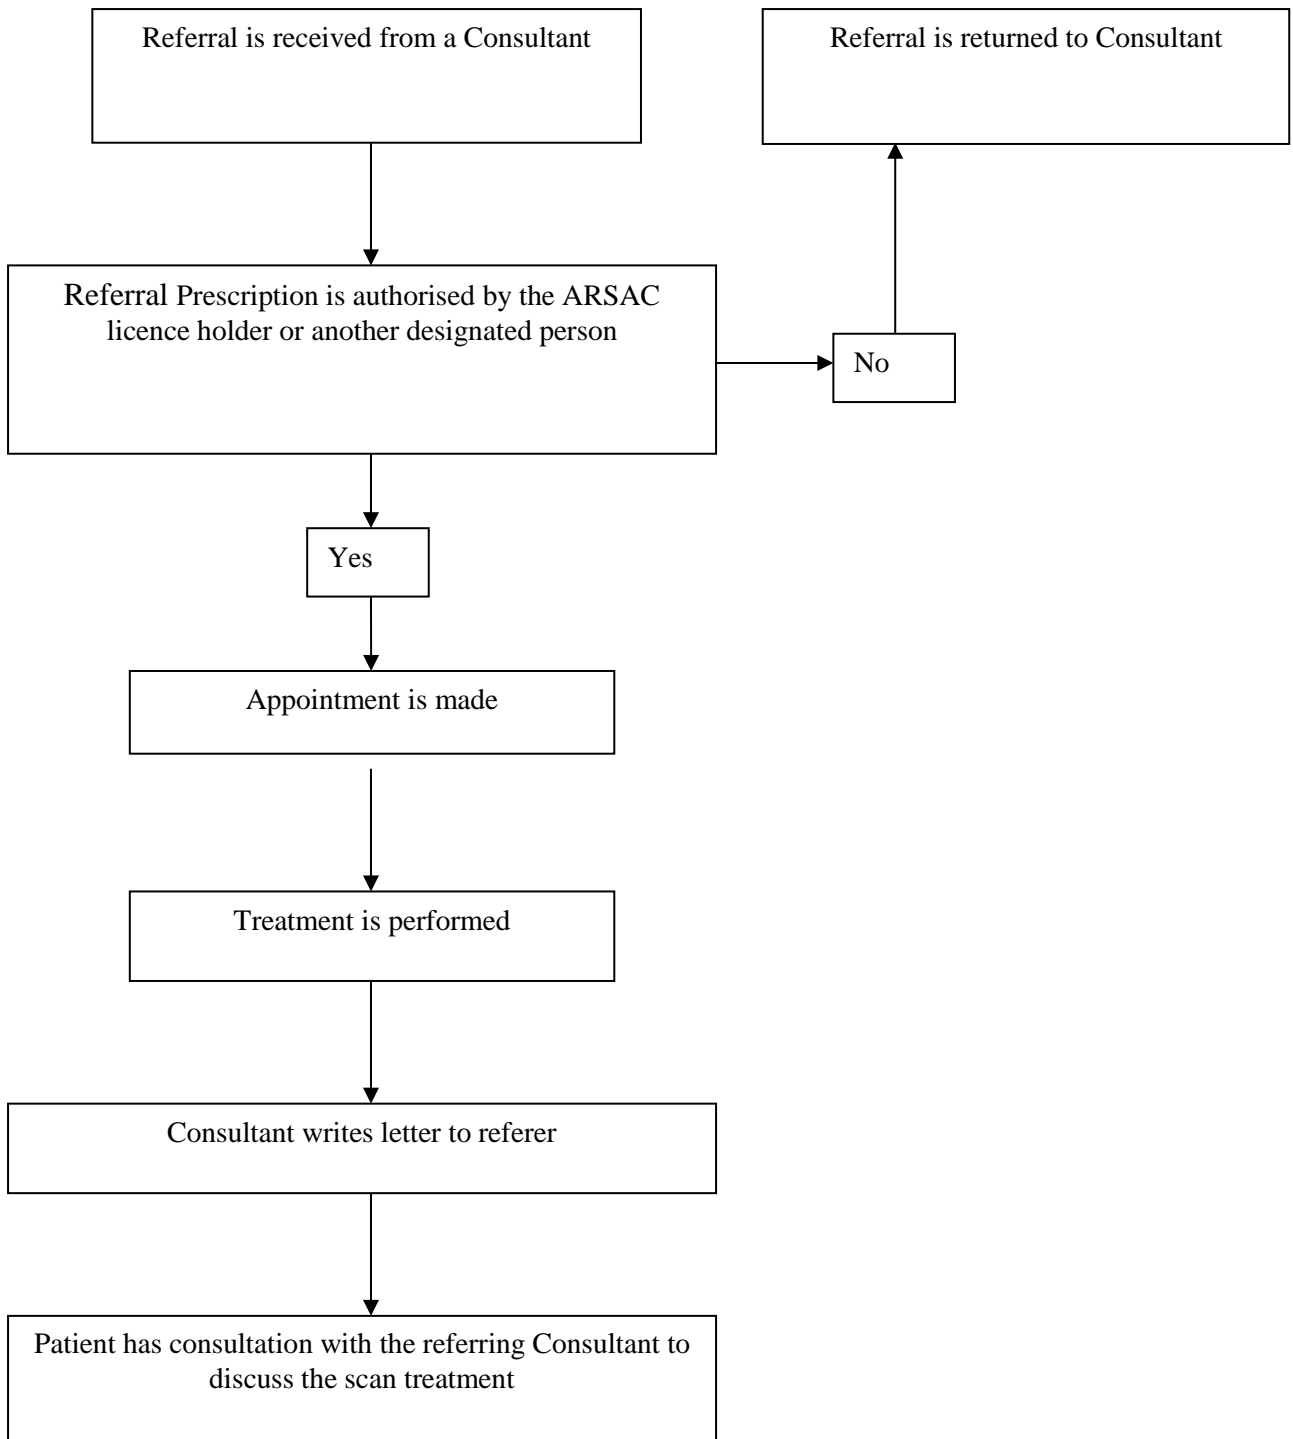 Referral is received from a Consultant
Referral is returned to Consultant
Referral Prescription is authorised by the ARSAC
licence holder or another designated person
No
Yes
Appointment is made
Treatment is performed
Consultant writes letter to referer
Patient has consultation with the referring Consultant to
discuss the scan treatment